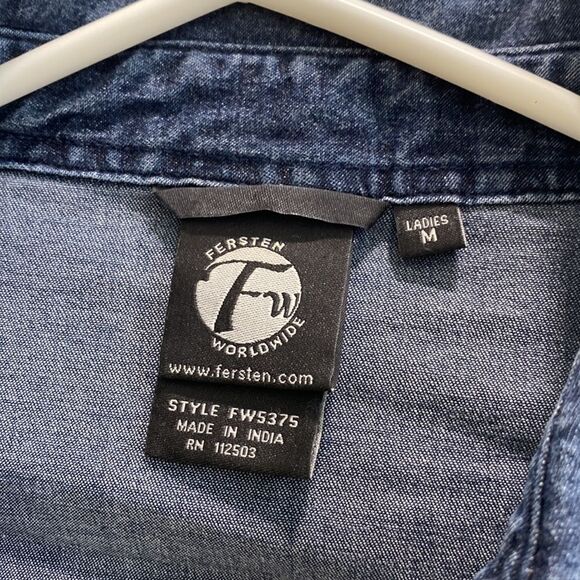 FERSTEN
Fw
WORLDWIDE
www.fersten.com
STYLE FW5375
MADE IN INDIA
RN 112503
LADIES
M